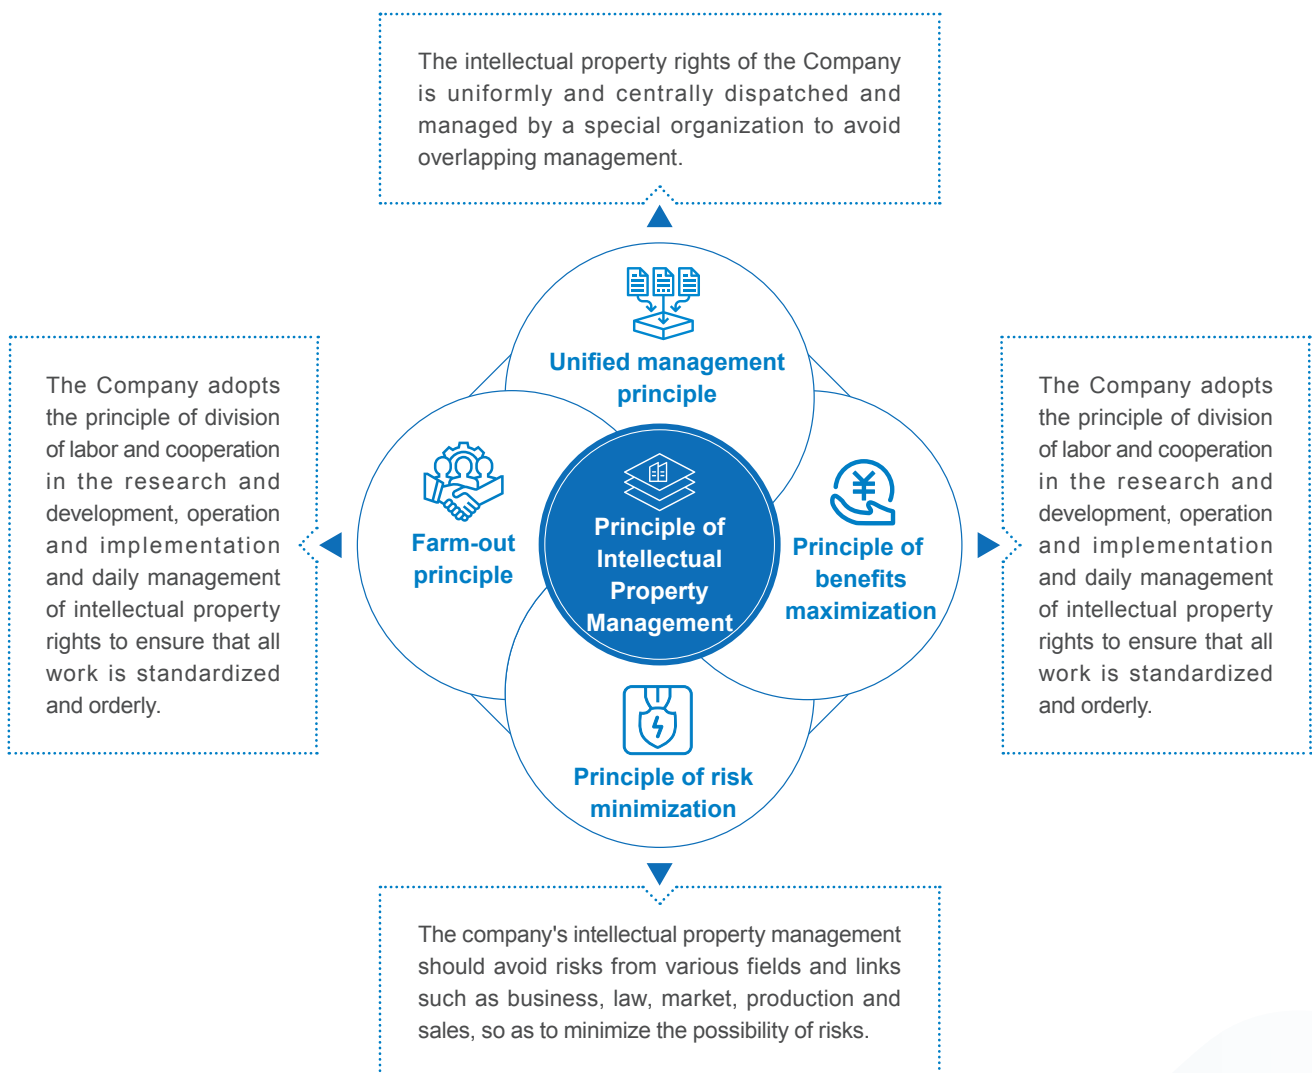 The intellectual property rights of the Company
is uniformly and centrally dispatched and
managed by a special organization to avoid
overlapping management.
Unified management
principle
The Company adopts
the principle of division
of labor and cooperation
in the research and
development, operation
and implementation
and daily management
of intellectual property
rights to ensure that all
work is standardized
and orderly.
Farm-out
principle
Principle of
Intellectual
Property
Management
¥
Principle of
benefits
maximization
The Company adopts
the principle of division
of labor and cooperation
in the research and
development, operation
and implementation
and daily management
of intellectual property
rights to ensure that all
work is standardized
and orderly.
Principle of risk
minimization
The company's intellectual property management
should avoid risks from various fields and links
such as business, law, market, production and
sales, so as to minimize the possibility of risks.